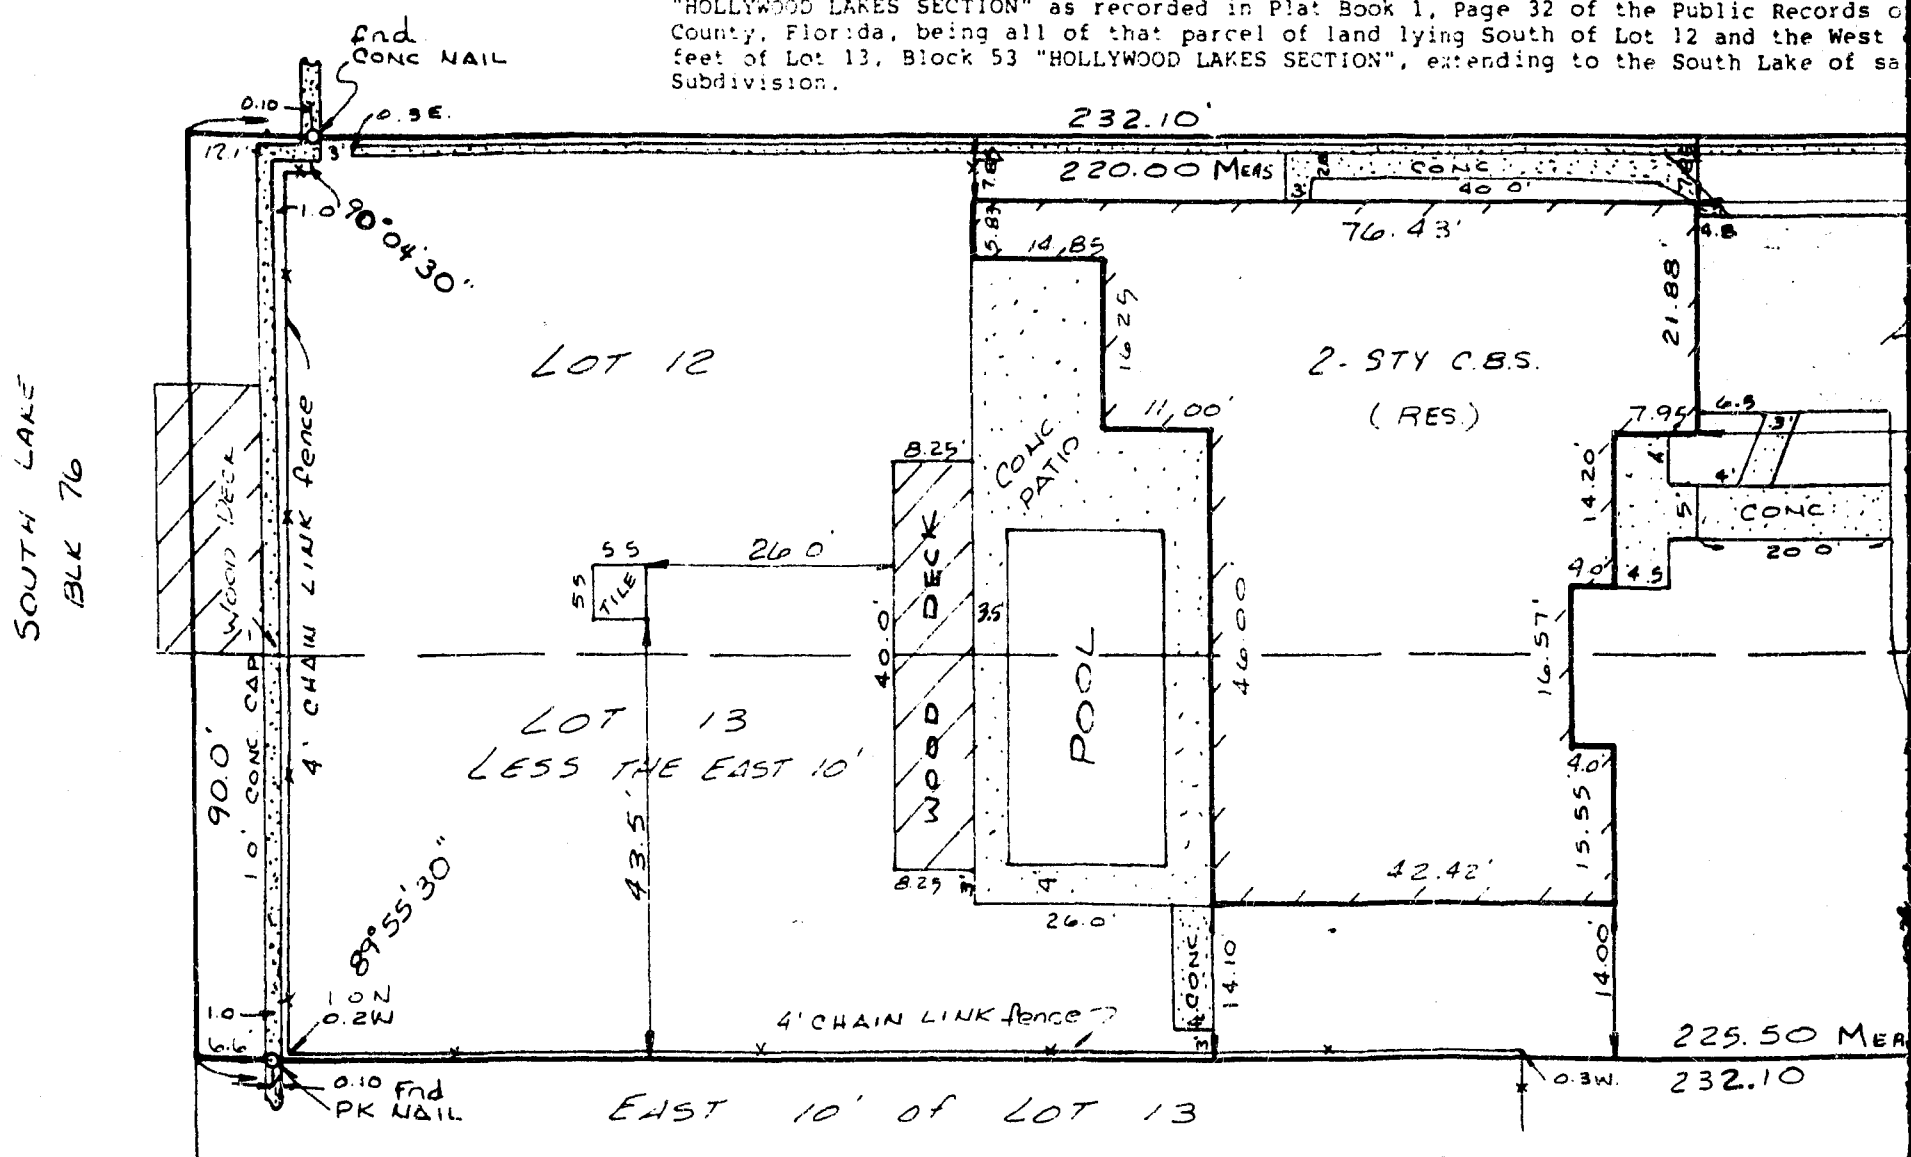 "HOLLYWOOD LAKES SECTION" as recorded in Plat Book 1, Page 32 of the Public Records o
County, Florida, being all of that parcel of land lying South of Lot 12 and the West
feet of Lot 13, Block 53 "HOLLYWOOD LAKES SECTION", extending to the South Lake of sa
Subdivision.
fnd.
CONC NAIL
0.10
0.3 E.
232.10'
12.1'
3'
220.00 MEAS
7.87
CONC
3'
40 0'
1.0
90°04'30"
5.83
14.85
76.43'
4.8
21.88'
16 25
LOT 12
2-STY C.B.S.
(RES.)
11,00'
7.95
6.5
3'
4'
SOUTH LAKE
BLK 76
WOOD DECK
4' CHAIN LINK fence
8.25'
CONC.
PATIO
14.20'
5
CONC.
20 0'
5 5
5 5
TILE
26 0'
WOOD DECK
40.0'
3.5'
POOL
46.00
4.0'
4.5
16.57'
LOT 13
LESS THE EAST 10'
90.0'
1 0' CONC CAP
43.5'
4.0'
15.55
8.25
3'
4'
42.42'
26.0'
89°55'30"
1 0 N
0.2W
1.0
6.6
4' CHAIN LINK fence
CONC
14.10
3'
14.00'
225.50 MEA
232.10
0.3W.
0.10 Fnd
PK NAIL
EAST 10' of LOT 13